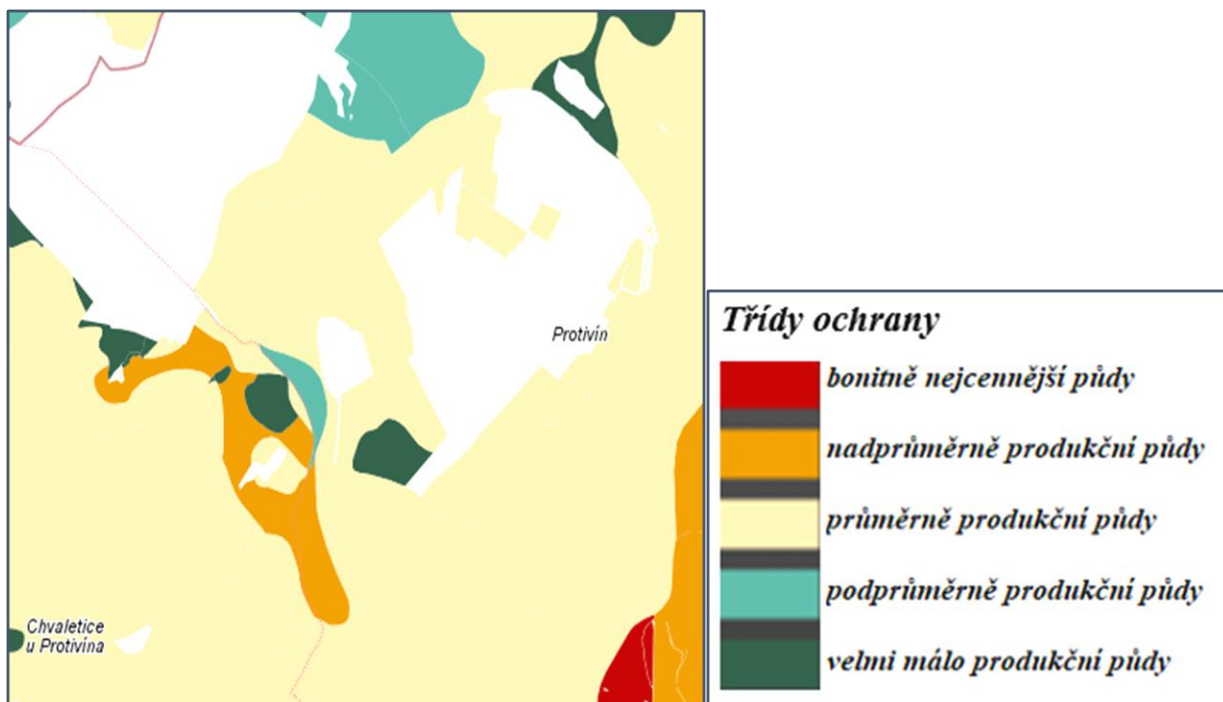 Protivín
Chvaletice
u Protivína
Třídy ochrany
bonitně nejcennější půdy
nadprůměrně produkční půdy
průměrně produkční půdy
podprůměrně produkční půdy
velmi málo produkční půdy